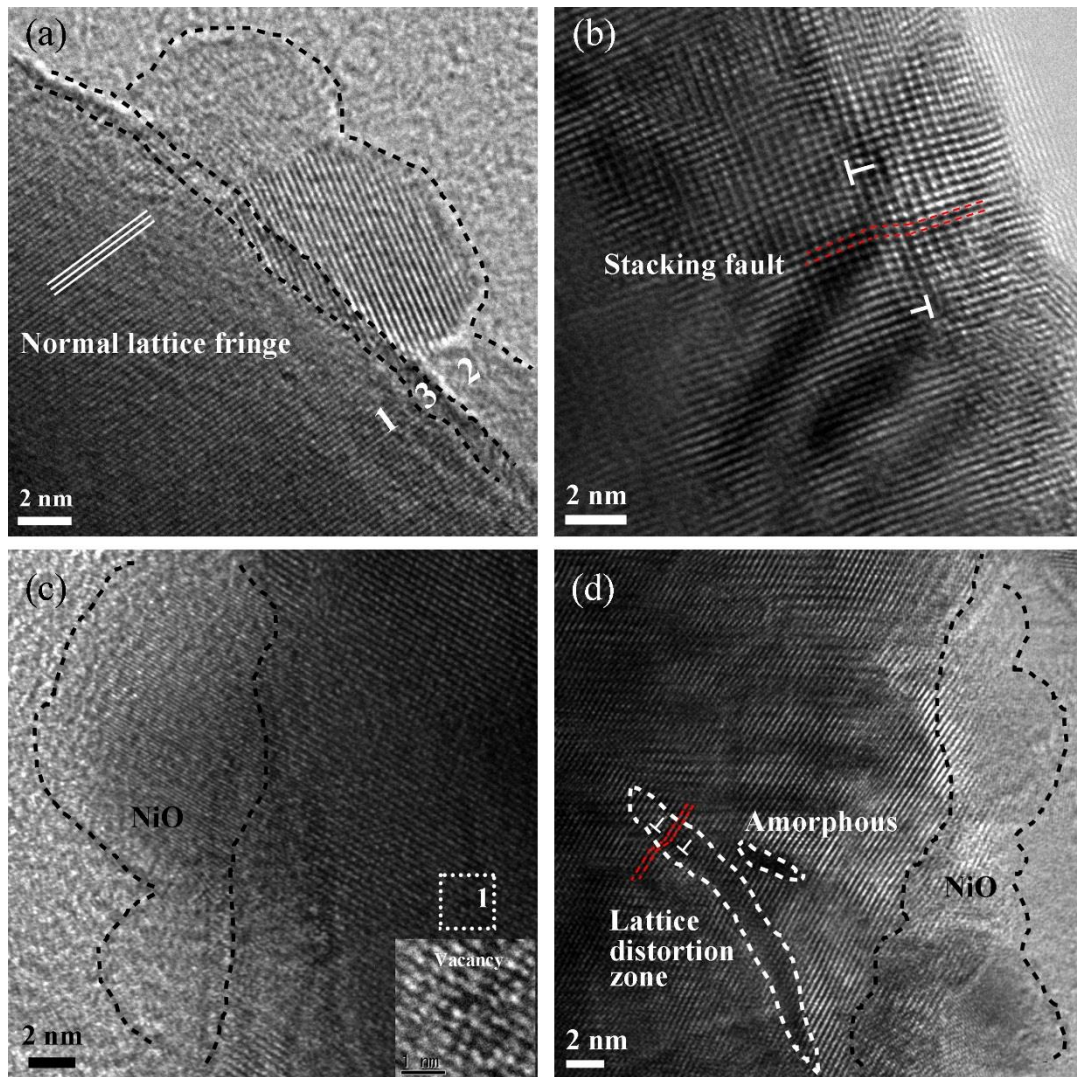 (a)
Normal lattice fringe
1
3
2
2 nm
(b)
Stacking fault
2 nm
(c)
NiO
1
Vacancy
1 nm
2 nm
(d)
Amorphous
NiO
Lattice
distortion
zone
2 nm